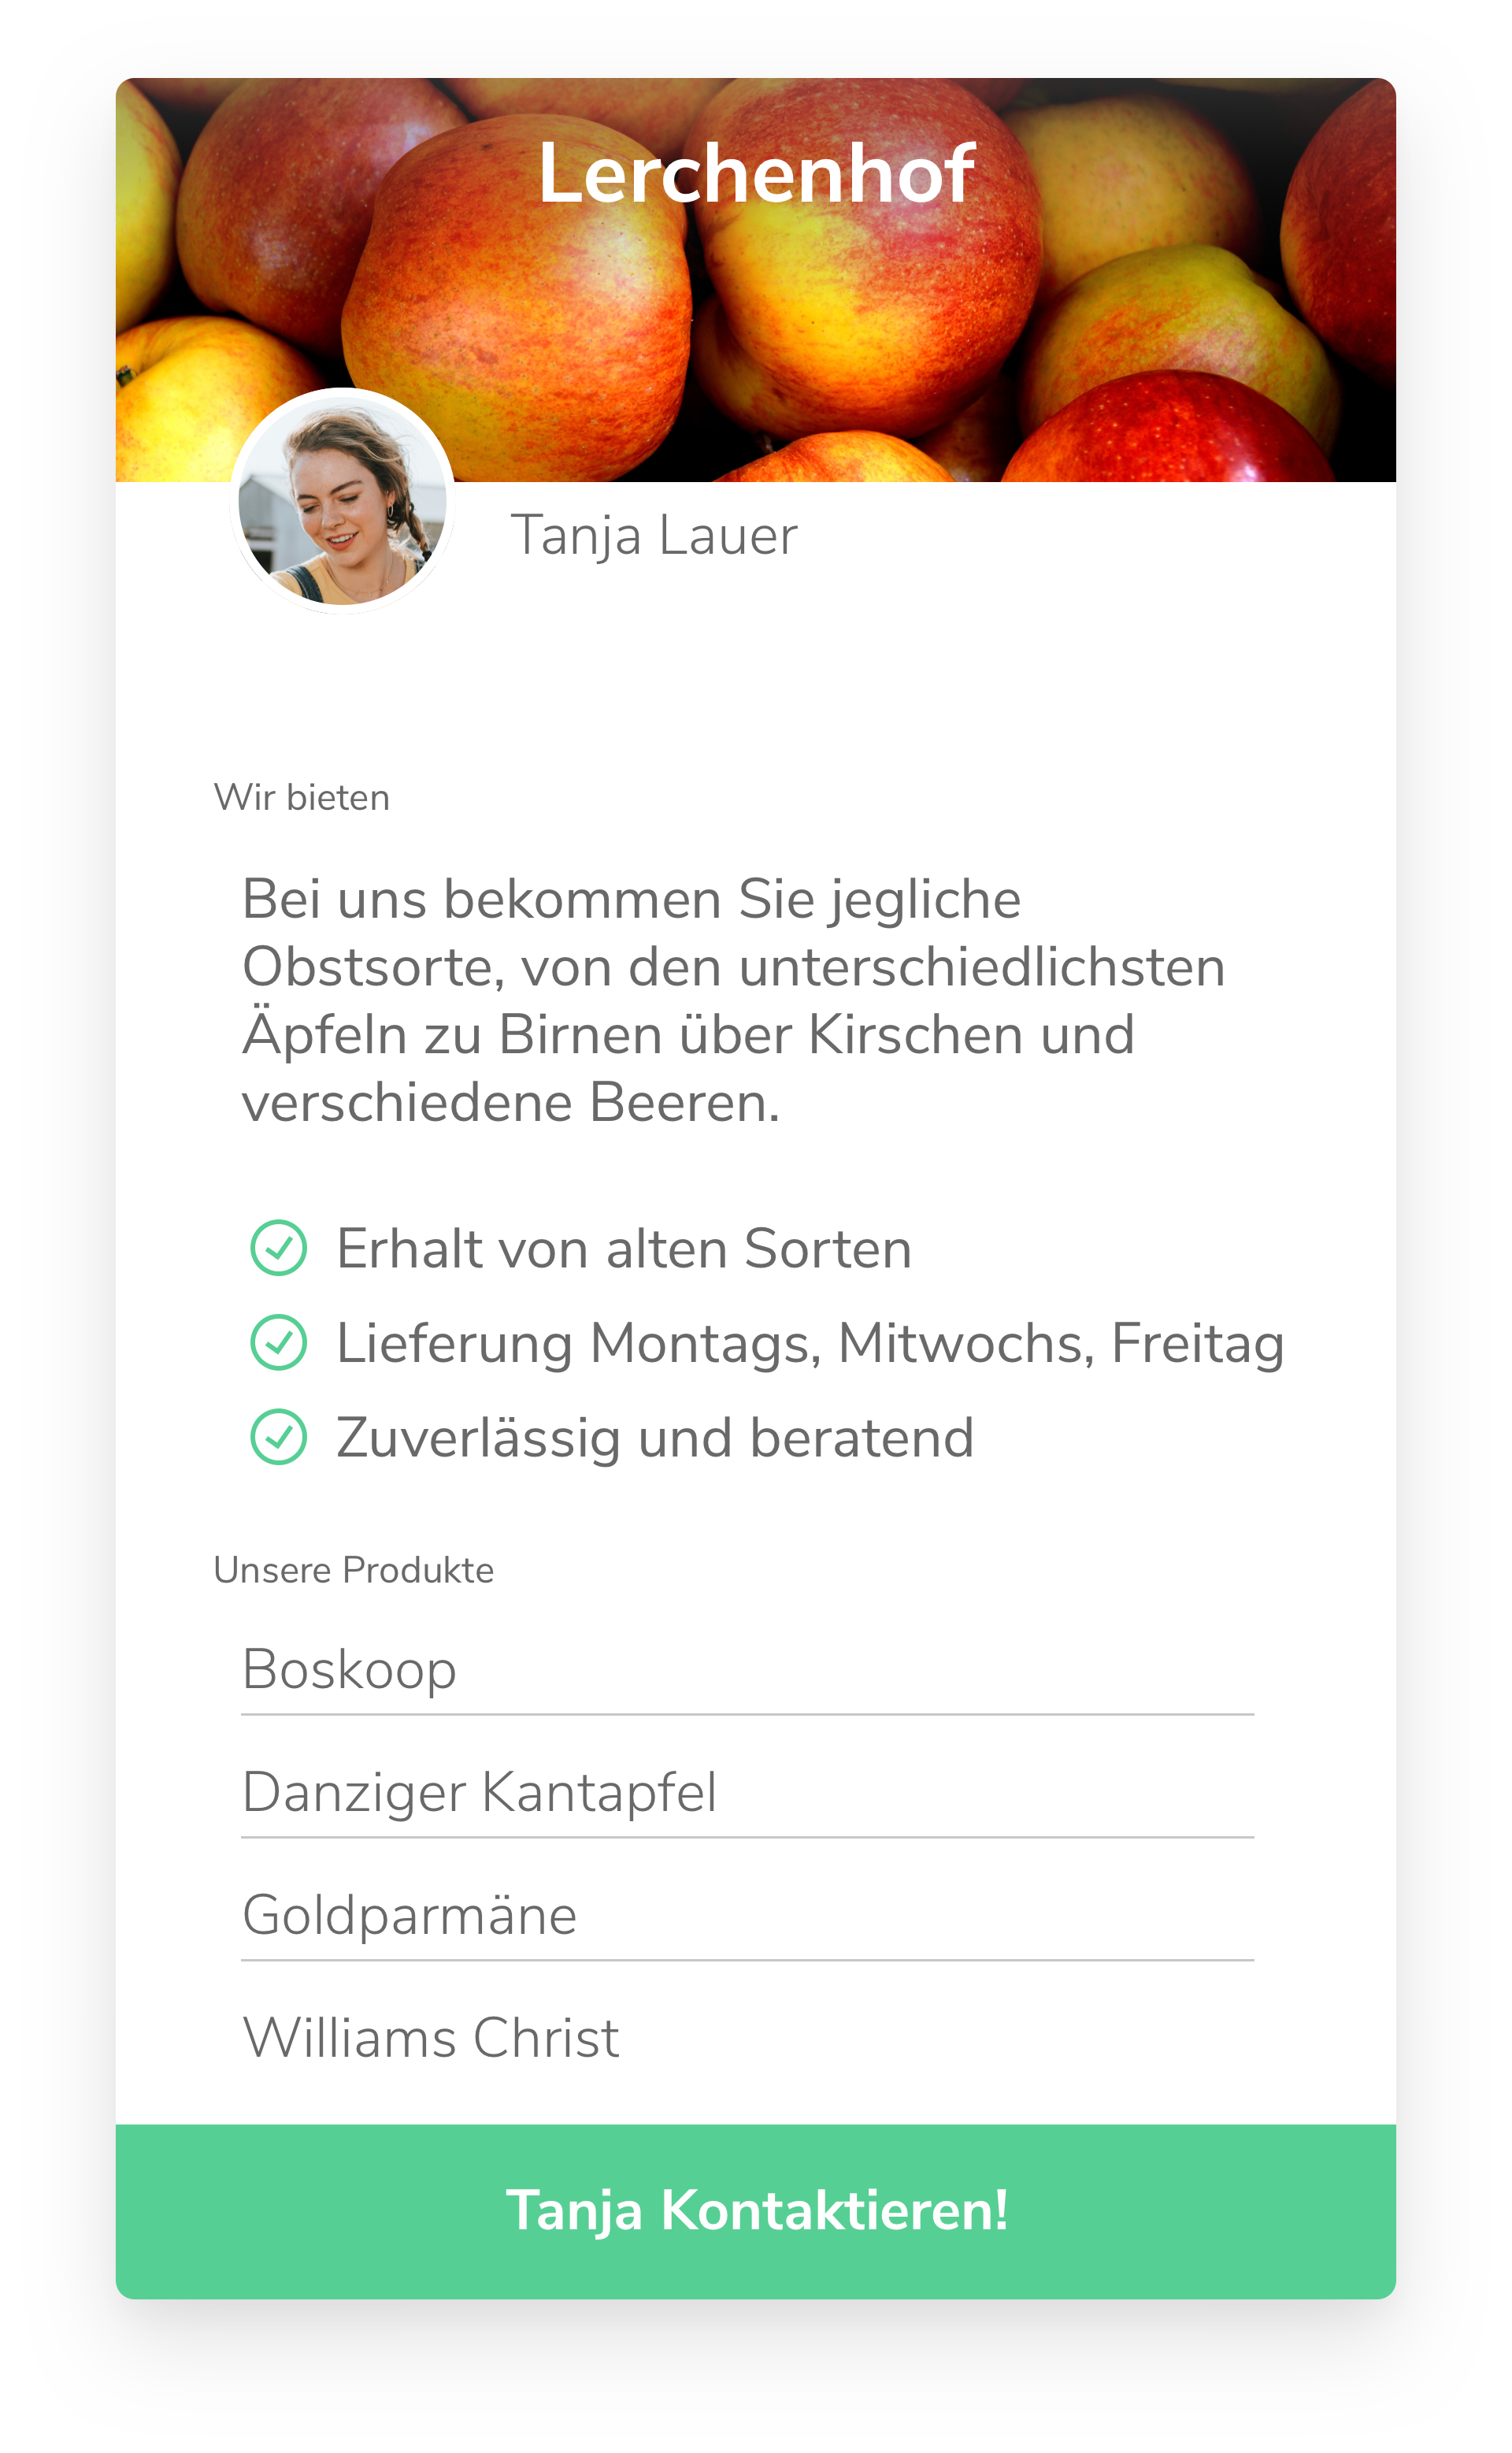 Lerchenhof
Tanja Lauer
Wir bieten
Bei uns bekommen Sie jegliche
Obstsorte, von den unterschiedlichsten
Äpfeln zu Birnen über Kirschen und
verschiedene Beeren.
Erhalt von alten Sorten
Lieferung Montags, Mitwochs, Freitag
Zuverlässig und beratend
Unsere Produkte
Boskoop
Danziger Kantapfel
Goldparmäne
Williams Christ
Tanja Kontaktieren!